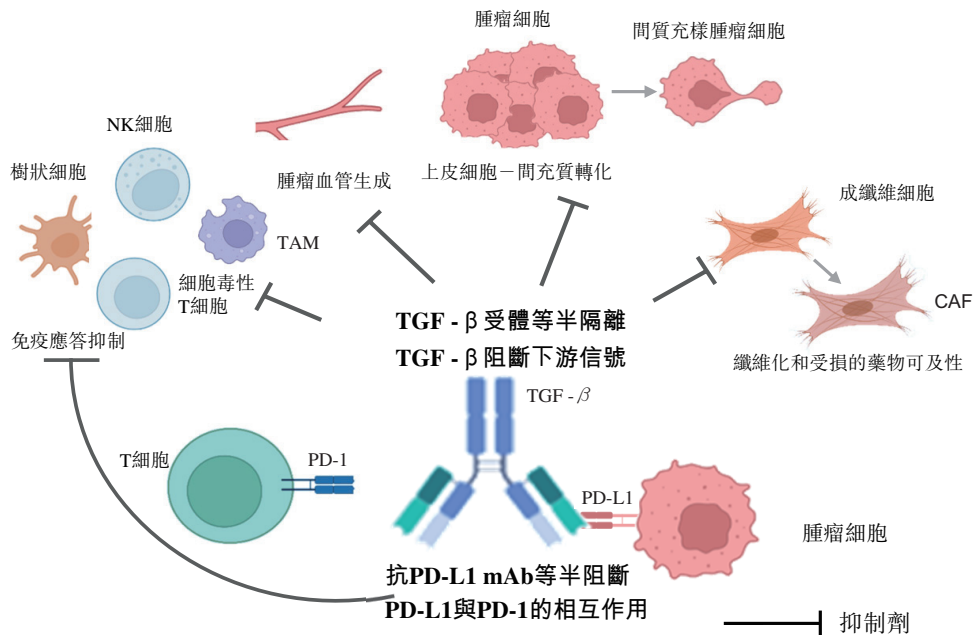 腫瘤細胞
間質充樣腫瘤細胞
NK細胞
樹狀細胞
腫瘤血管生成
上皮細胞－間充質轉化
成纖維細胞
TAM
細胞毒性
T細胞
CAF
免疫應答抑制
TGF - β 受體等半隔離
TGF - β 阻斷下游信號
纖維化和受損的藥物可及性
TGF - β
T細胞
PD-1
PD-L1
腫瘤細胞
抗PD-L1 mAb等半阻斷
PD-L1與PD-1的相互作用
抑制劑